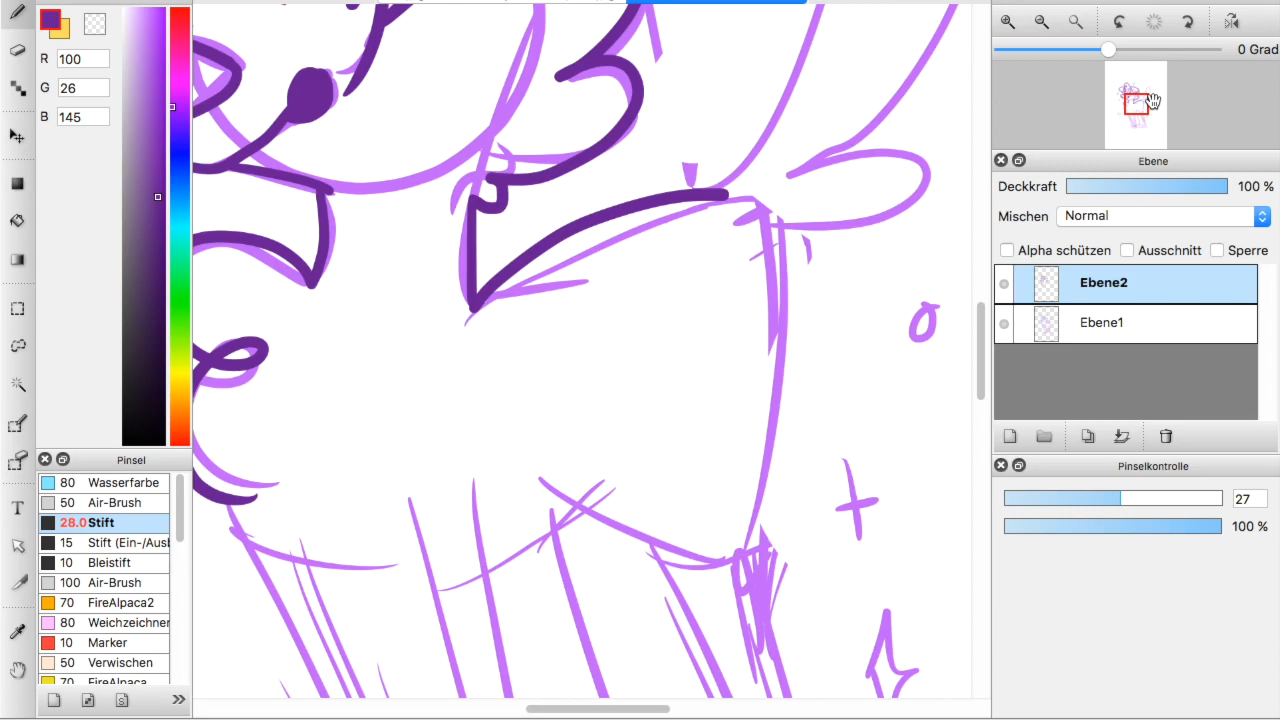 R 100
G 26
B 145
Pinsel
80 Wasserfarbe
50 Air-Brush
28.0 Stift
15 Stift (Ein-/Aus
10 Bleistift
100 Air-Brush
70 FireAlpaca2
80 Weichzeichner
10 Marker
50 Verwischen
70 FireAlpaca
T
0 Grad
Ebene
Deckkraft 100 %
Mischen Normal
Alpha schützen Ausschnitt Sperre
Ebene2
Ebene1
Pinselkontrolle
27
100 %